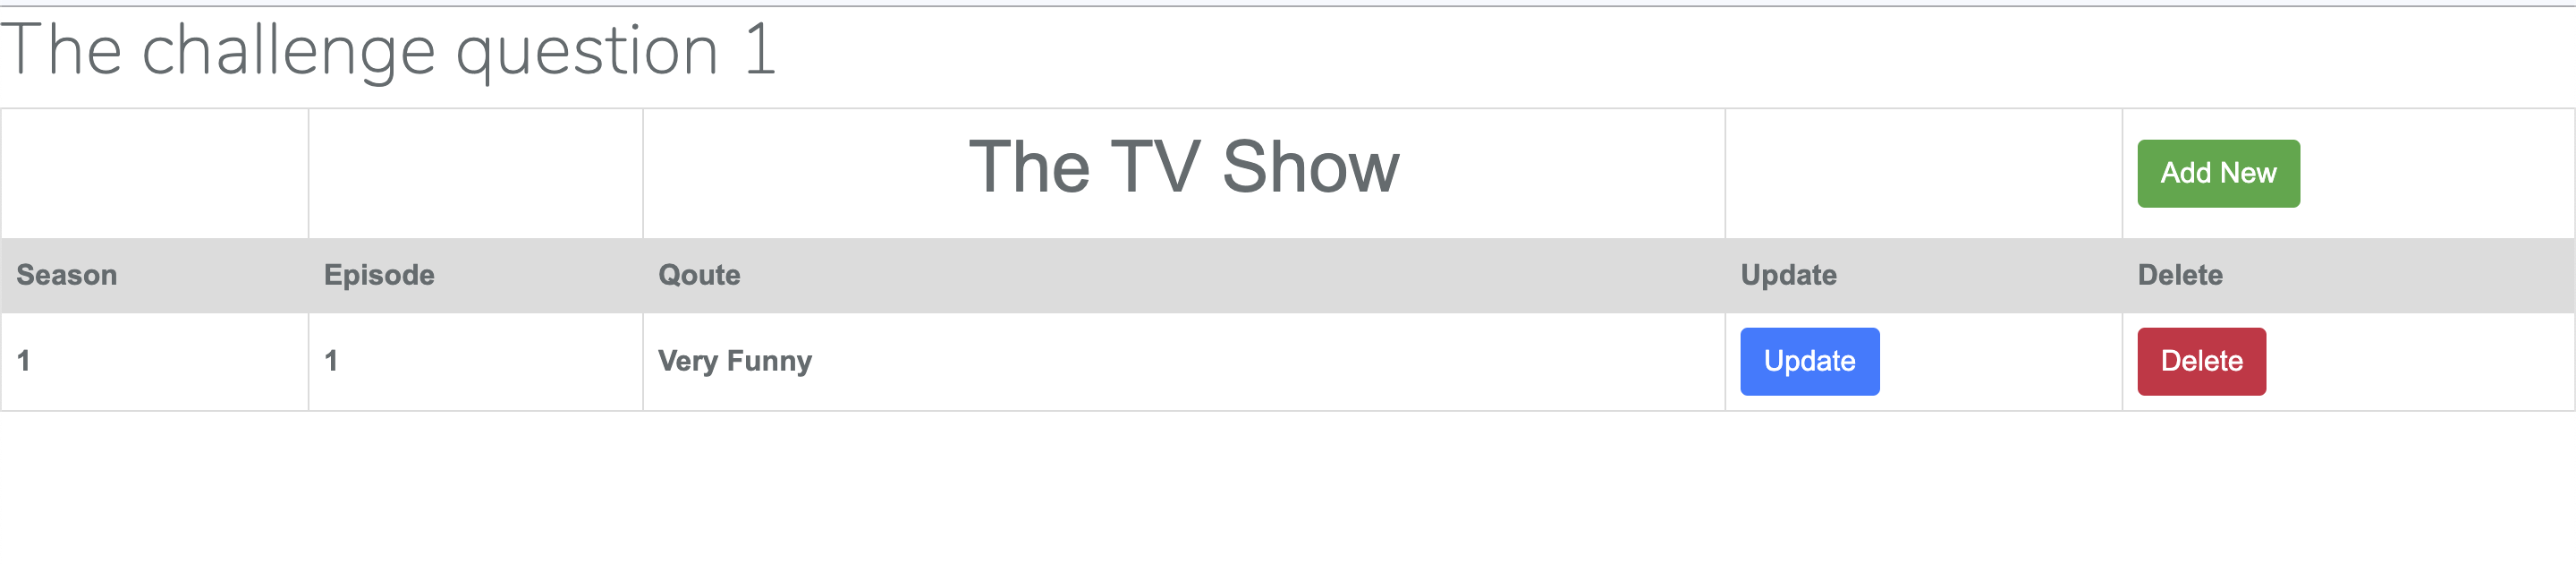 The challenge question 1
The TV Show Add New
Season Episode Qoute Update Delete
1 1 Very Funny Update Delete